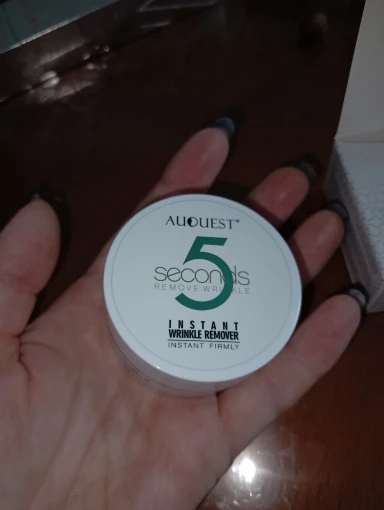 AUQUEST®
5
seconds
REMOVE WRINKLE
INSTANT
WRINKLE REMOVER
INSTANT FIRMLY